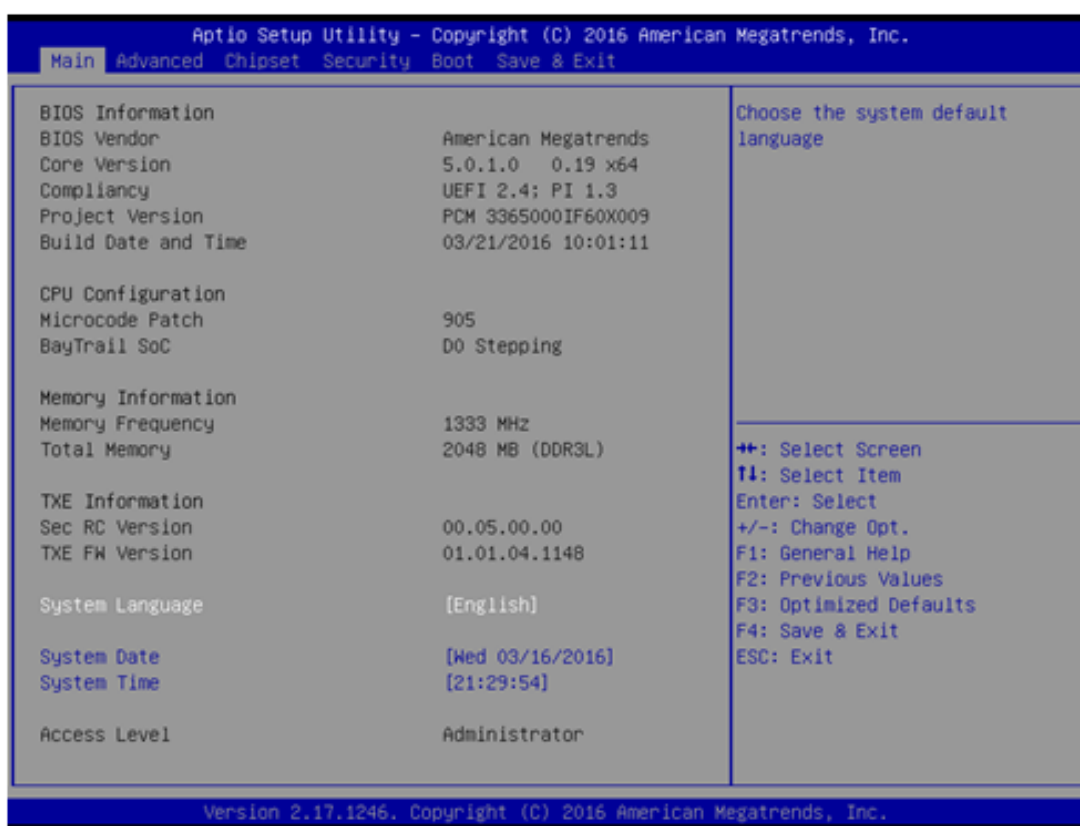 Aptio Setup Utility – Copyright (C) 2016 American Megatrends, Inc.
Main Advanced Chipset Security Boot Save & Exit
BIOS Information
BIOS Vendor American Megatrends
Core Version 5.0.1.0 0.19 x64
Compliancy UEFI 2.4; PI 1.3
Project Version PCM 3365000IF60X009
Build Date and Time 03/21/2016 10:01:11
CPU Configuration
Microcode Patch 905
BayTrail SoC D0 Stepping
Memory Information
Memory Frequency 1333 MHz
Total Memory 2048 MB (DDR3L)
TXE Information
Sec RC Version 00.05.00.00
TXE FW Version 01.01.04.1148
System Language [English]
System Date [Wed 03/16/2016]
System Time [21:29:54]
Access Level Administrator
Choose the system default
language
→←: Select Screen
↑↓: Select Item
Enter: Select
+/-: Change Opt.
F1: General Help
F2: Previous Values
F3: Optimized Defaults
F4: Save & Exit
ESC: Exit
Version 2.17.1246. Copyright (C) 2016 American Megatrends, Inc.